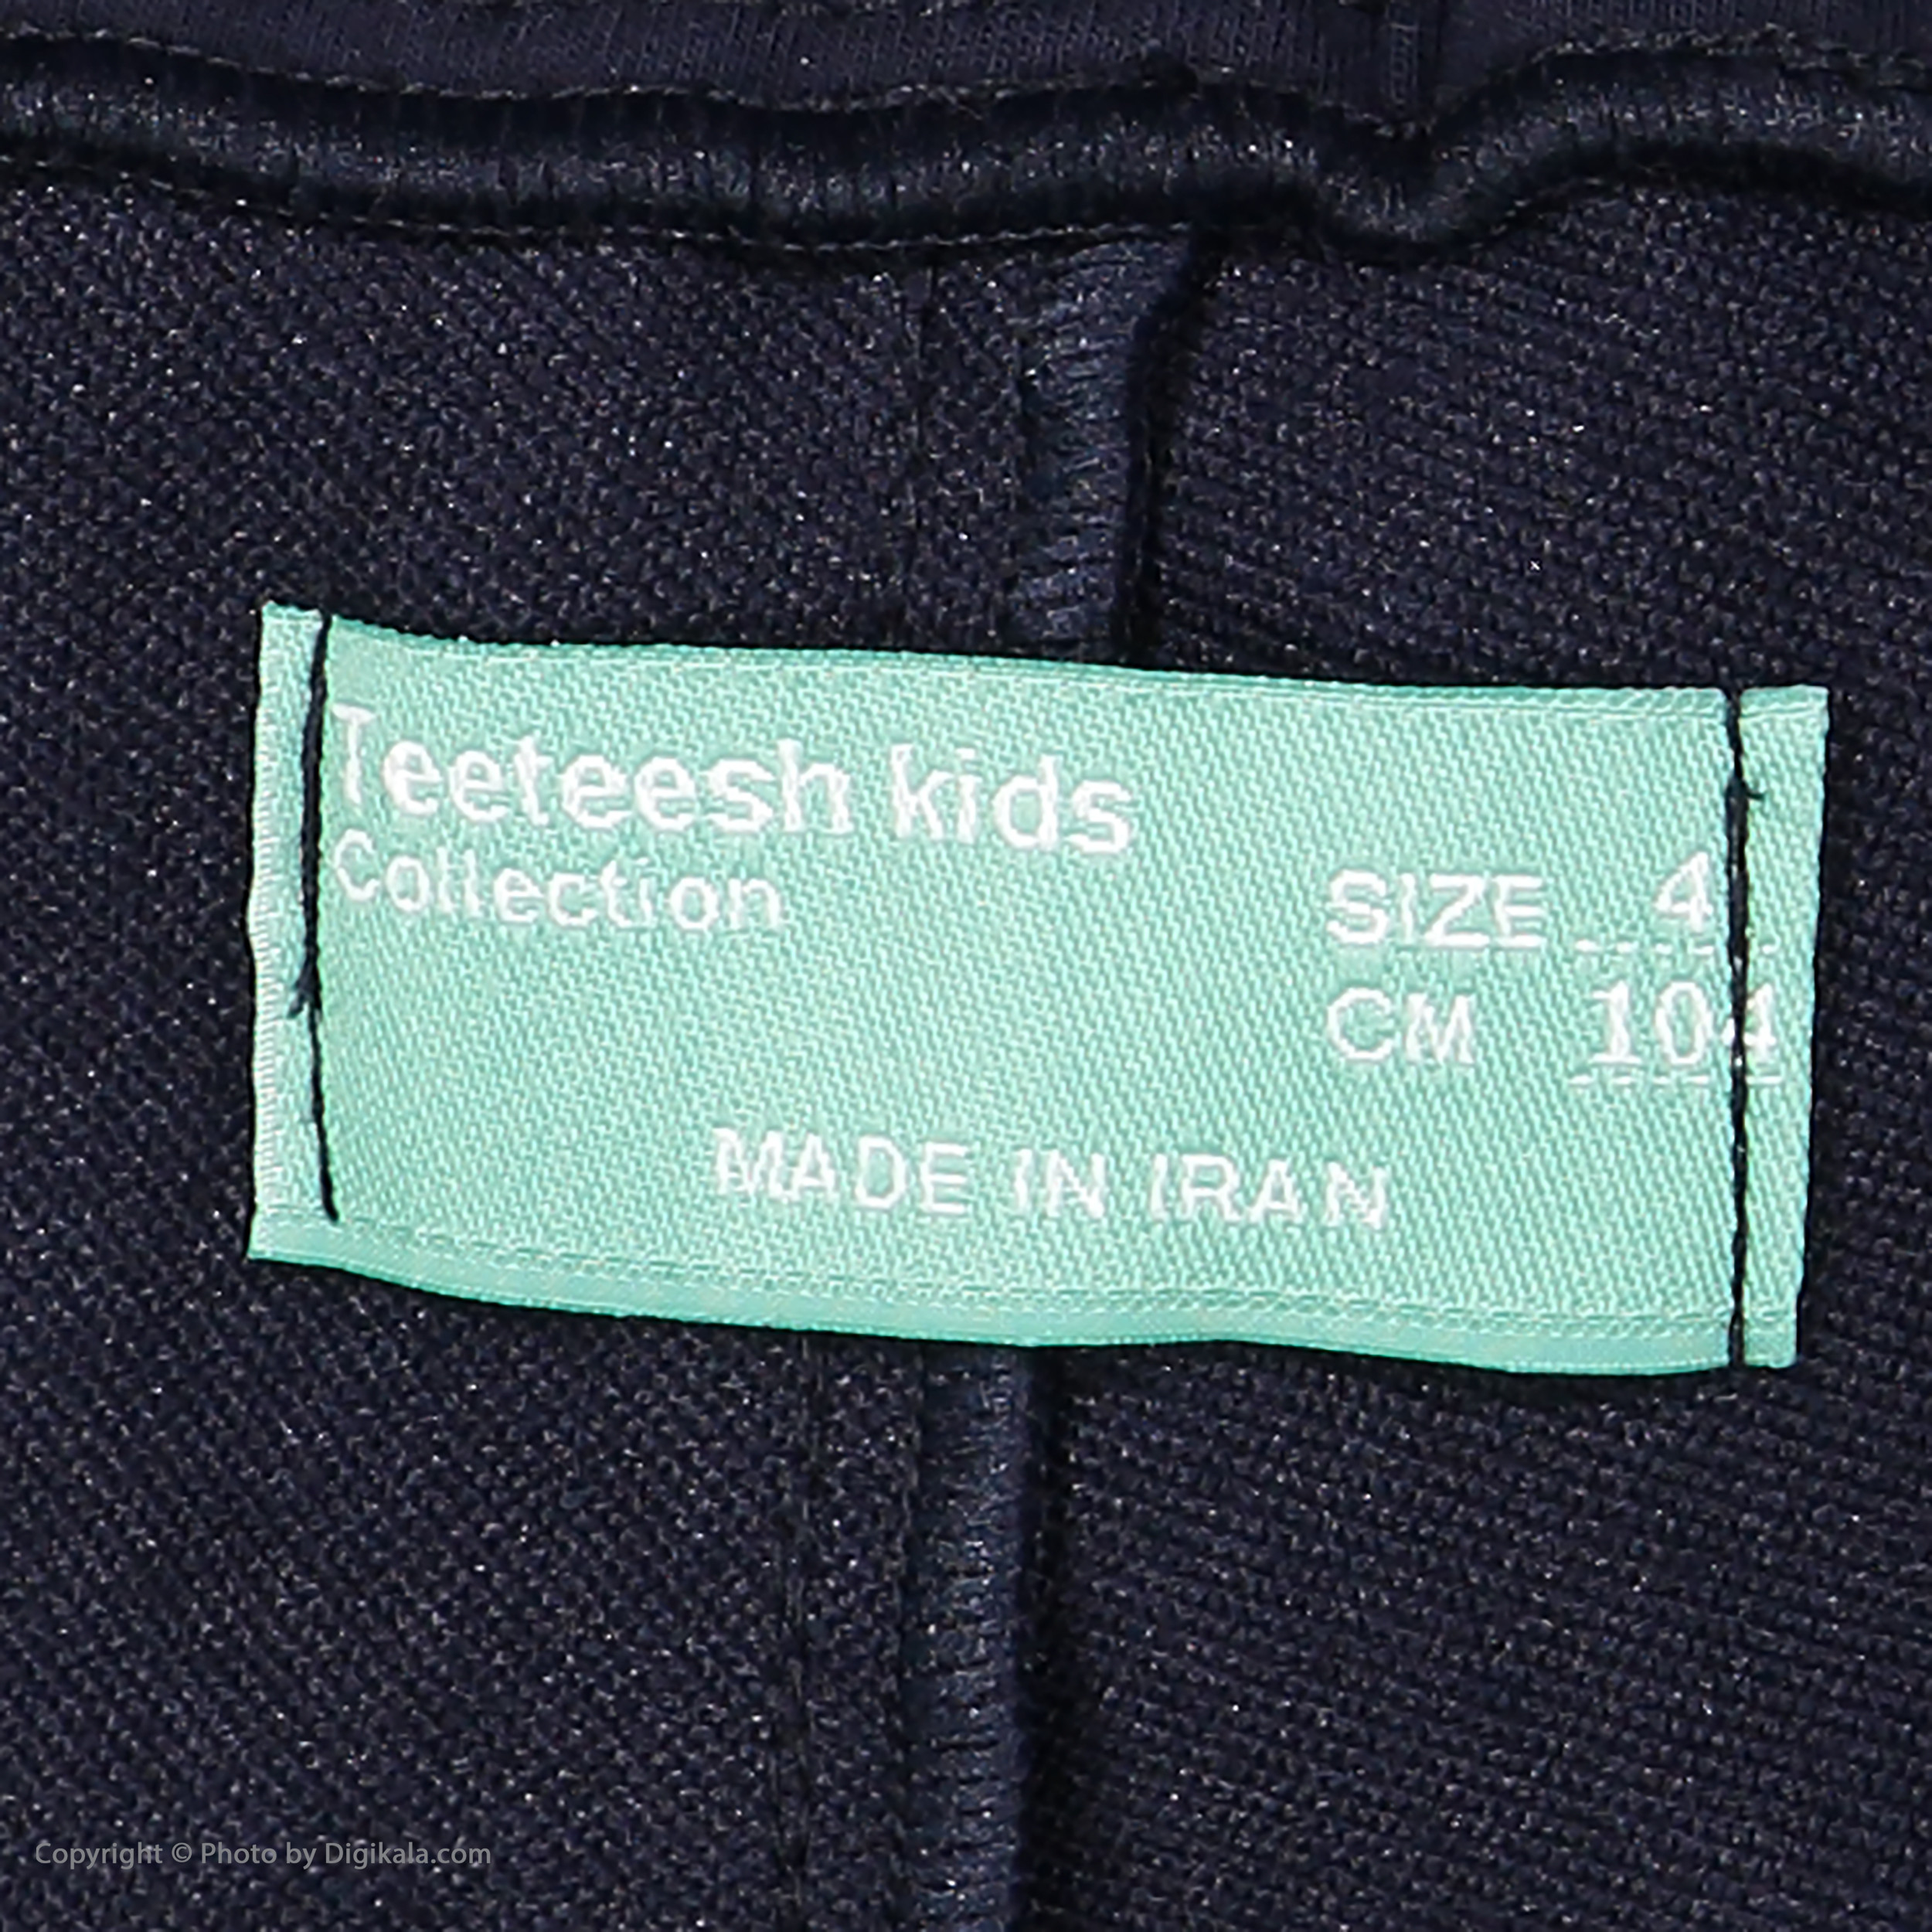 Teeteesh kids
Collection
SIZE 4
CM 104
MADE IN IRAN
Copyright © Photo by Digikala.com